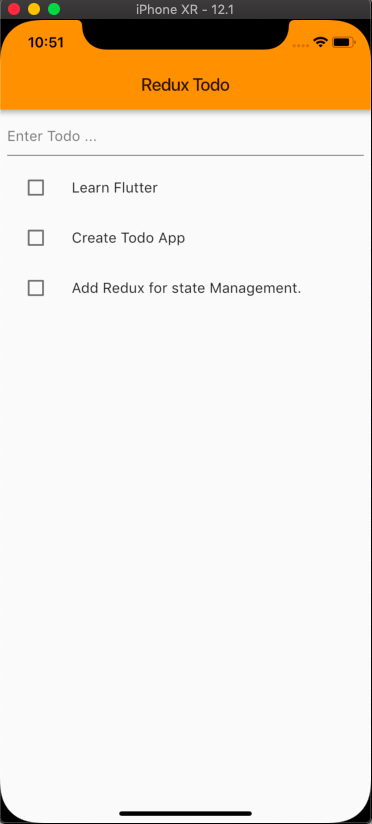 iPhone XR - 12.1
10:51
Redux Todo
Enter Todo ...
Learn Flutter
Create Todo App
Add Redux for state Management.